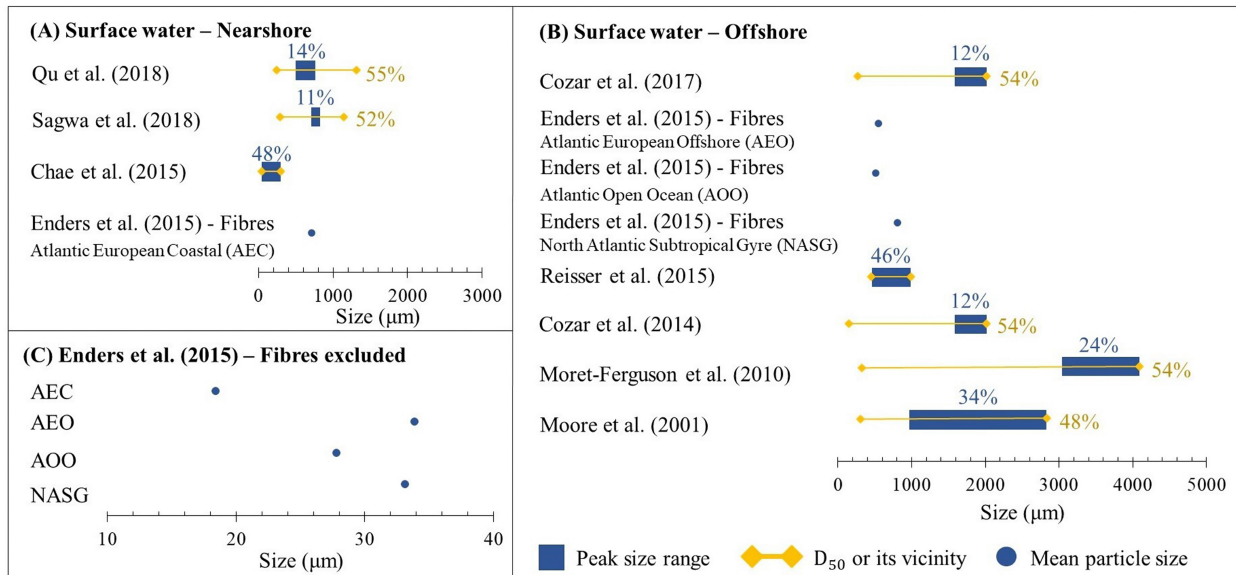 (A) Surface water – Nearshore
14%
Qu et al. (2018)
55%
11%
Sagwa et al. (2018)
52%
48%
Chae et al. (2015)
Enders et al. (2015) - Fibres
Atlantic European Coastal (AEC)
0 1000 2000 3000
Size (µm)
(B) Surface water – Offshore
12%
Cozar et al. (2017)
54%
Enders et al. (2015) - Fibres
Atlantic European Offshore (AEO)
Enders et al. (2015) - Fibres
Atlantic Open Ocean (AOO)
Enders et al. (2015) - Fibres
North Atlantic Subtropical Gyre (NASG)
46%
Reisser et al. (2015)
12%
Cozar et al. (2014)
54%
24%
Moret-Ferguson et al. (2010)
54%
34%
Moore et al. (2001)
48%
0 1000 2000 3000 4000 5000
Size (µm)
(C) Enders et al. (2015) – Fibres excluded
AEC
AEO
AOO
NASG
10 20 30 40
Size (µm)
Peak size range
D₅₀ or its vicinity
Mean particle size